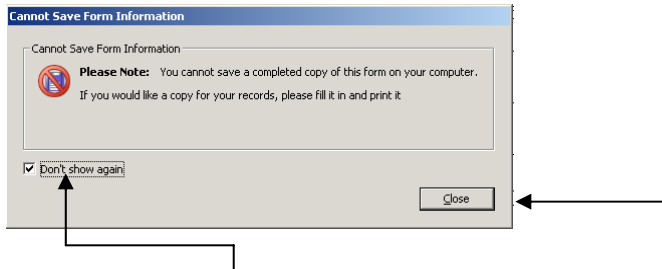 Cannot Save Form Information
Cannot Save Form Information
Please Note: You cannot save a completed copy of this form on your computer.
If you would like a copy for your records, please fill it in and print it
Don't show again
Close